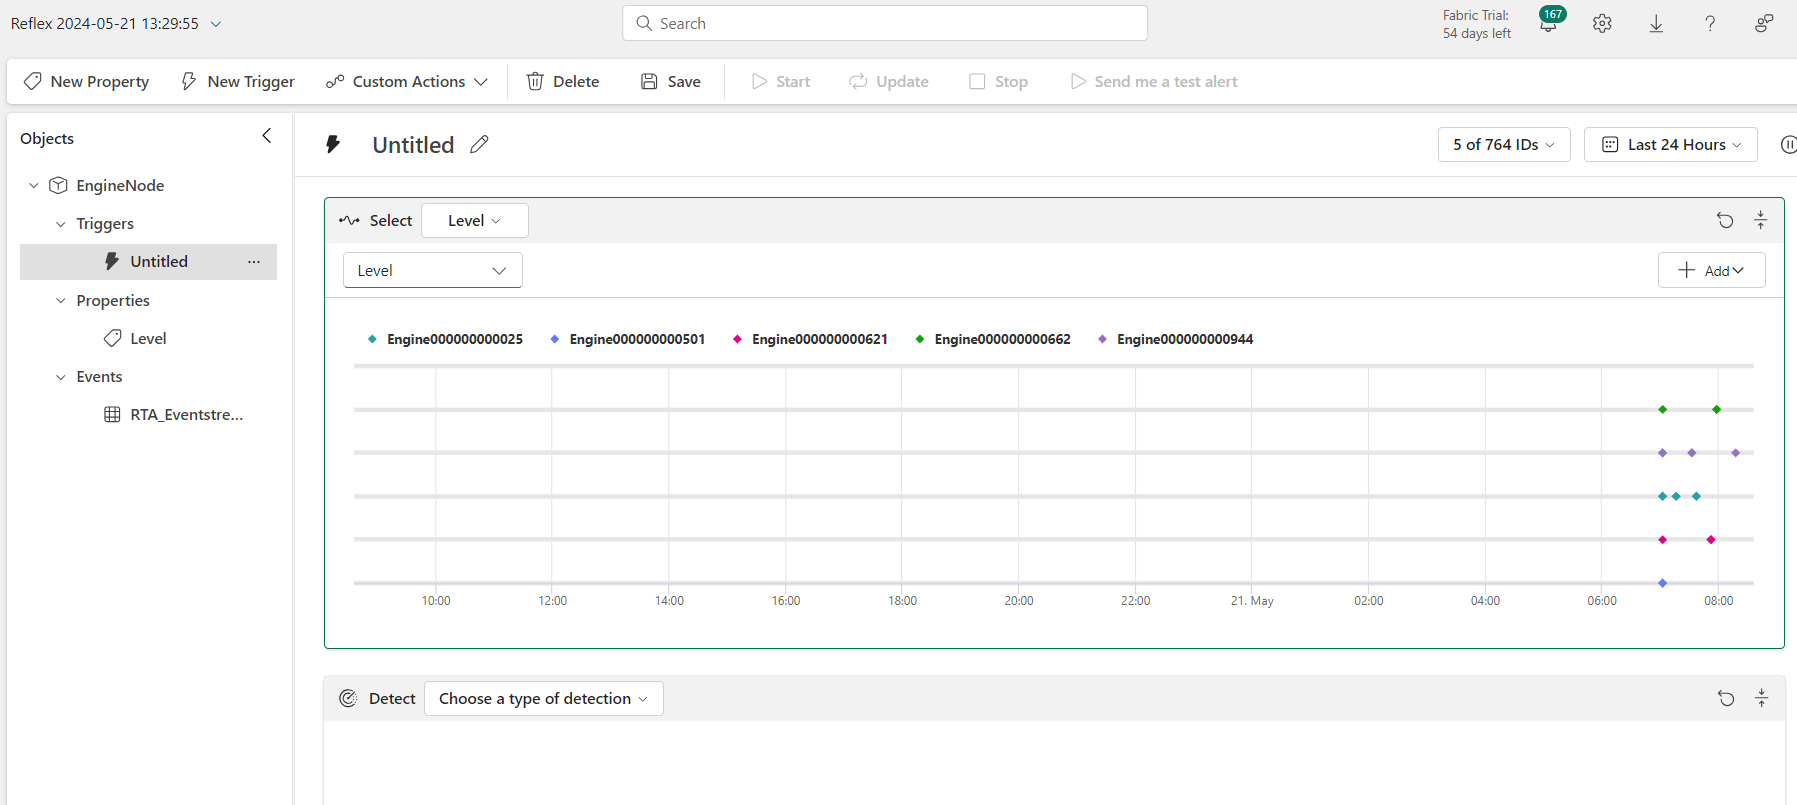 Reflex 2024-05-21 13:29:55
Search
Fabric Trial:
54 days left
167
New Property
New Trigger
Custom Actions
Delete
Save
Start
Update
Stop
Send me a test alert
Objects
EngineNode
Triggers
Untitled
...
Properties
Level
Events
RTA_Eventstre...
Untitled
5 of 764 IDs
Last 24 Hours
Select
Level
Level
Add
Engine000000000025 Engine000000000501 Engine000000000621 Engine000000000662 Engine000000000944
10:00 12:00 14:00 16:00 18:00 20:00 22:00 21. May 02:00 04:00 06:00 08:00
Detect
Choose a type of detection